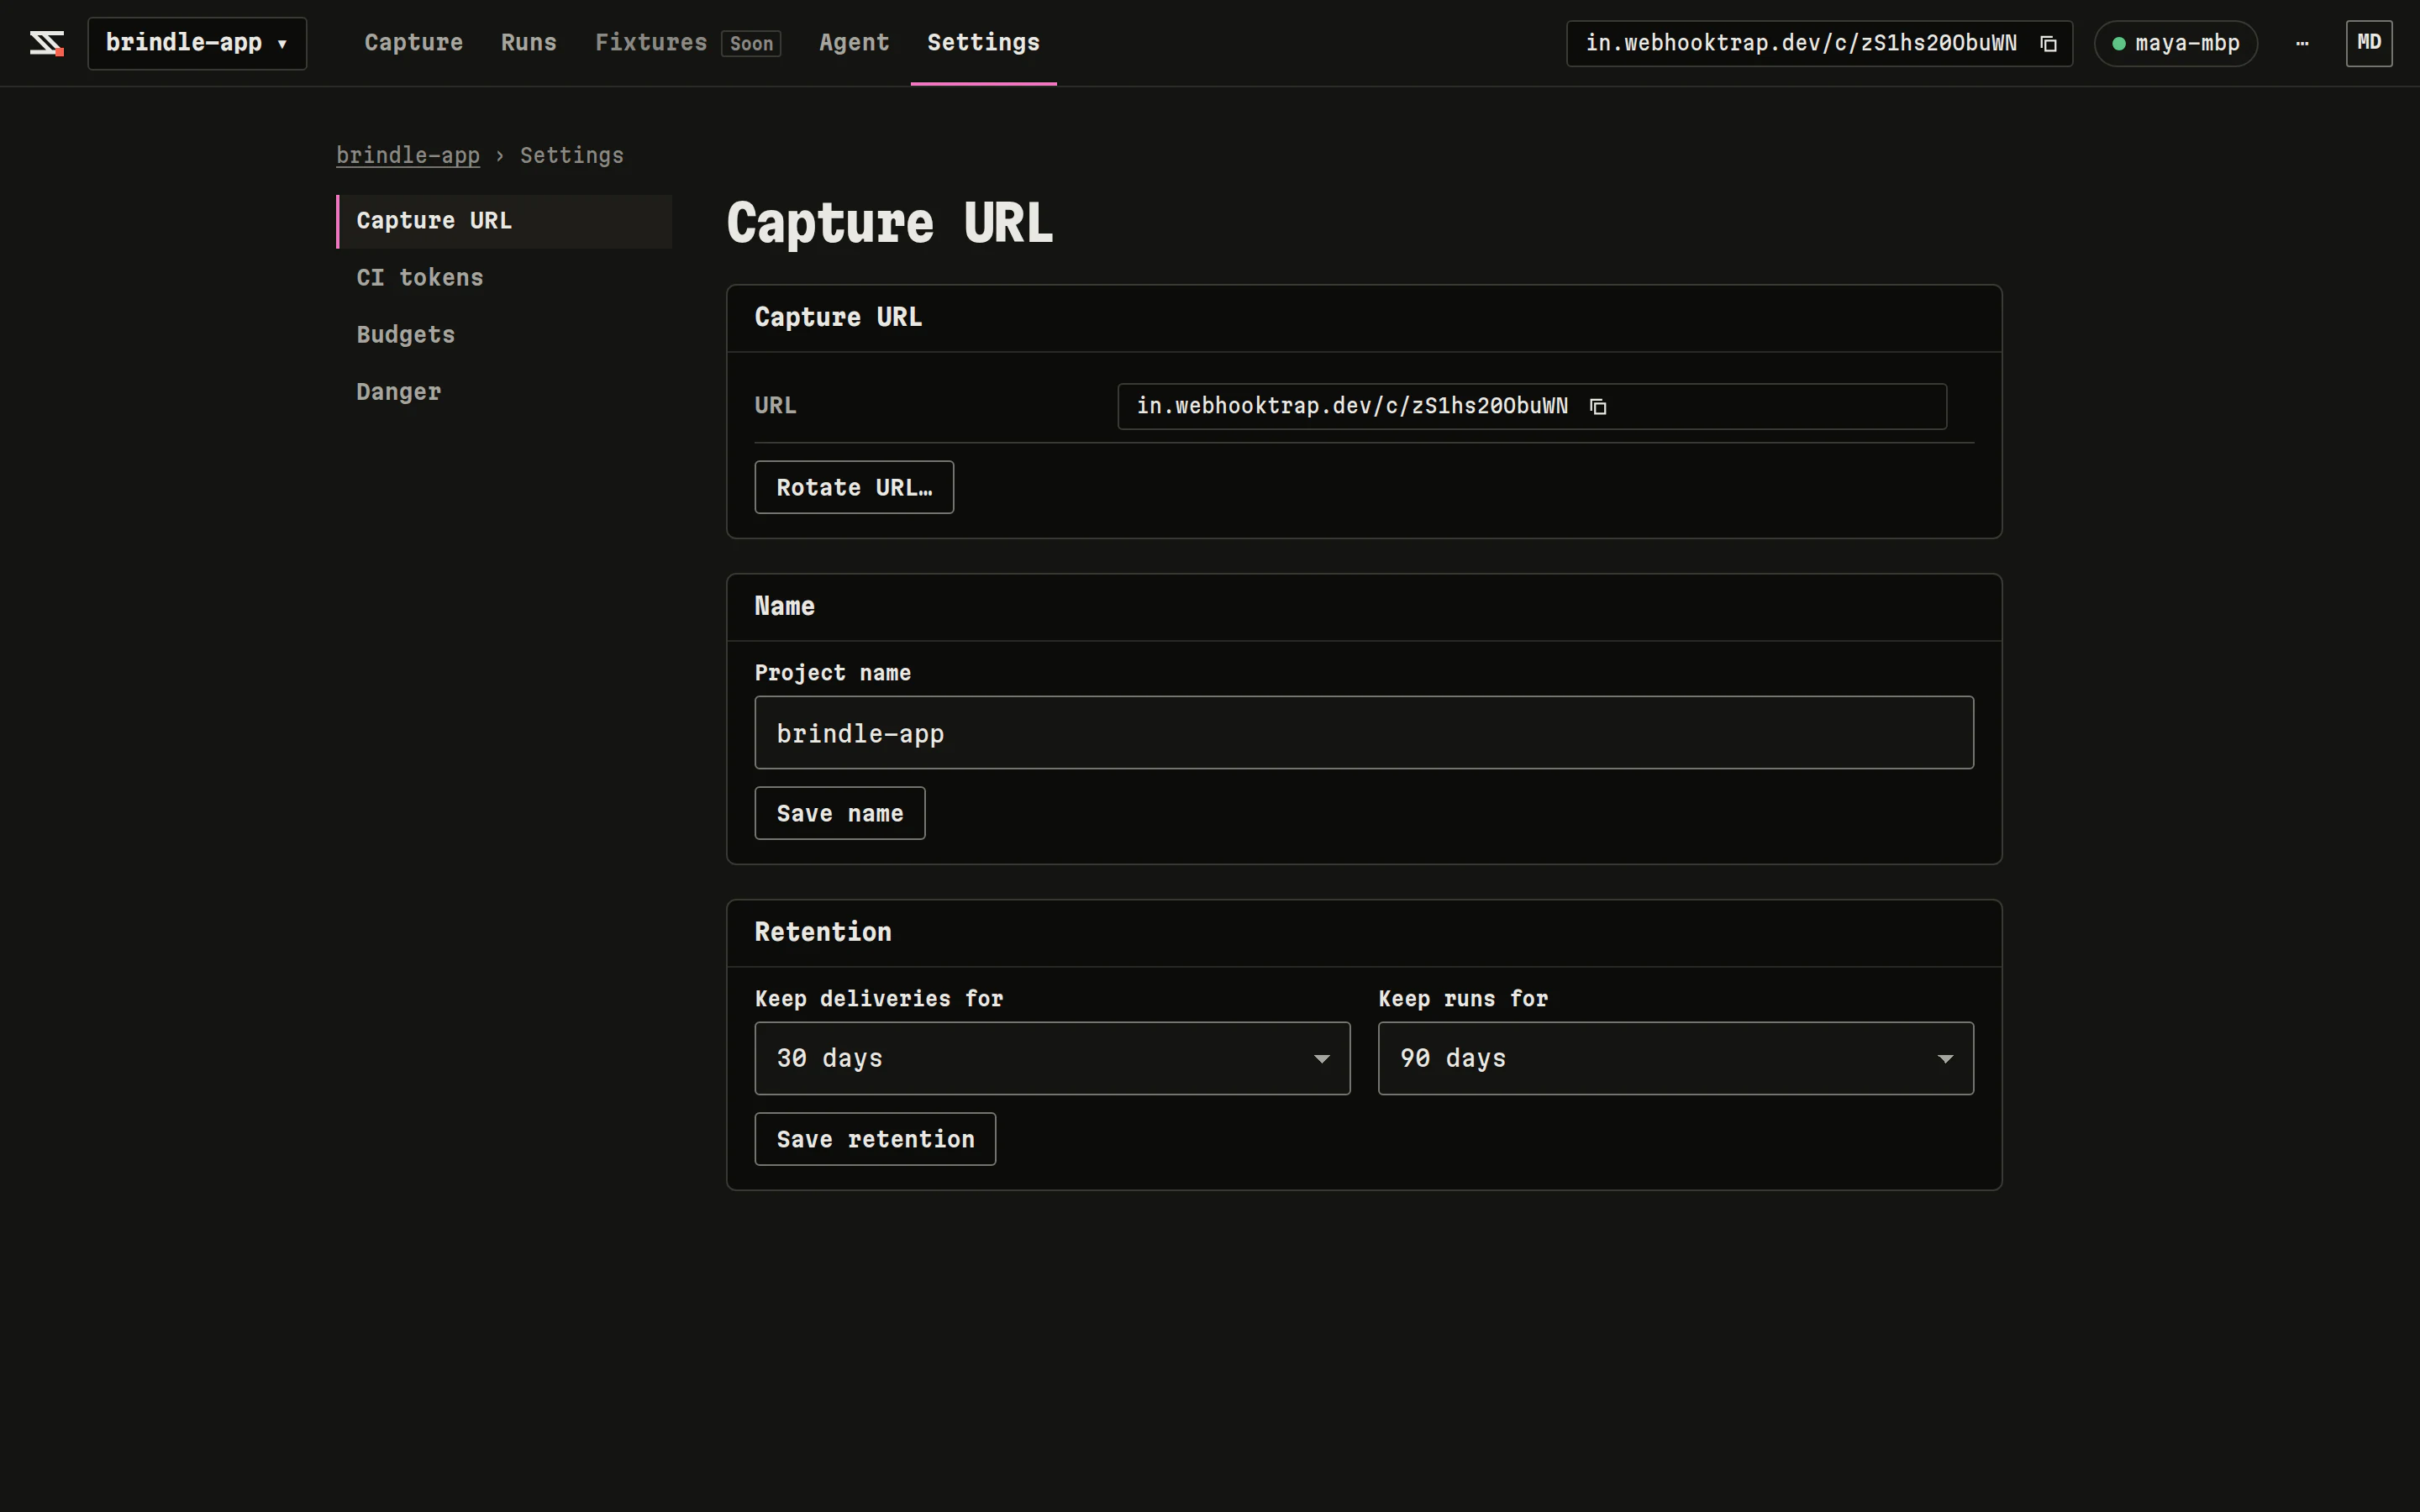 brindle-app ▾ Capture Runs Fixtures Soon Agent Settings in.webhooktrap.dev/c/zS1hs20ObuWN maya-mbp … MD
brindle-app › Settings
Capture URL
CI tokens
Budgets
Danger
Capture URL
Capture URL
URL in.webhooktrap.dev/c/zS1hs20ObuWN
Rotate URL…
Name
Project name
brindle-app
Save name
Retention
Keep deliveries for Keep runs for
30 days 90 days
Save retention